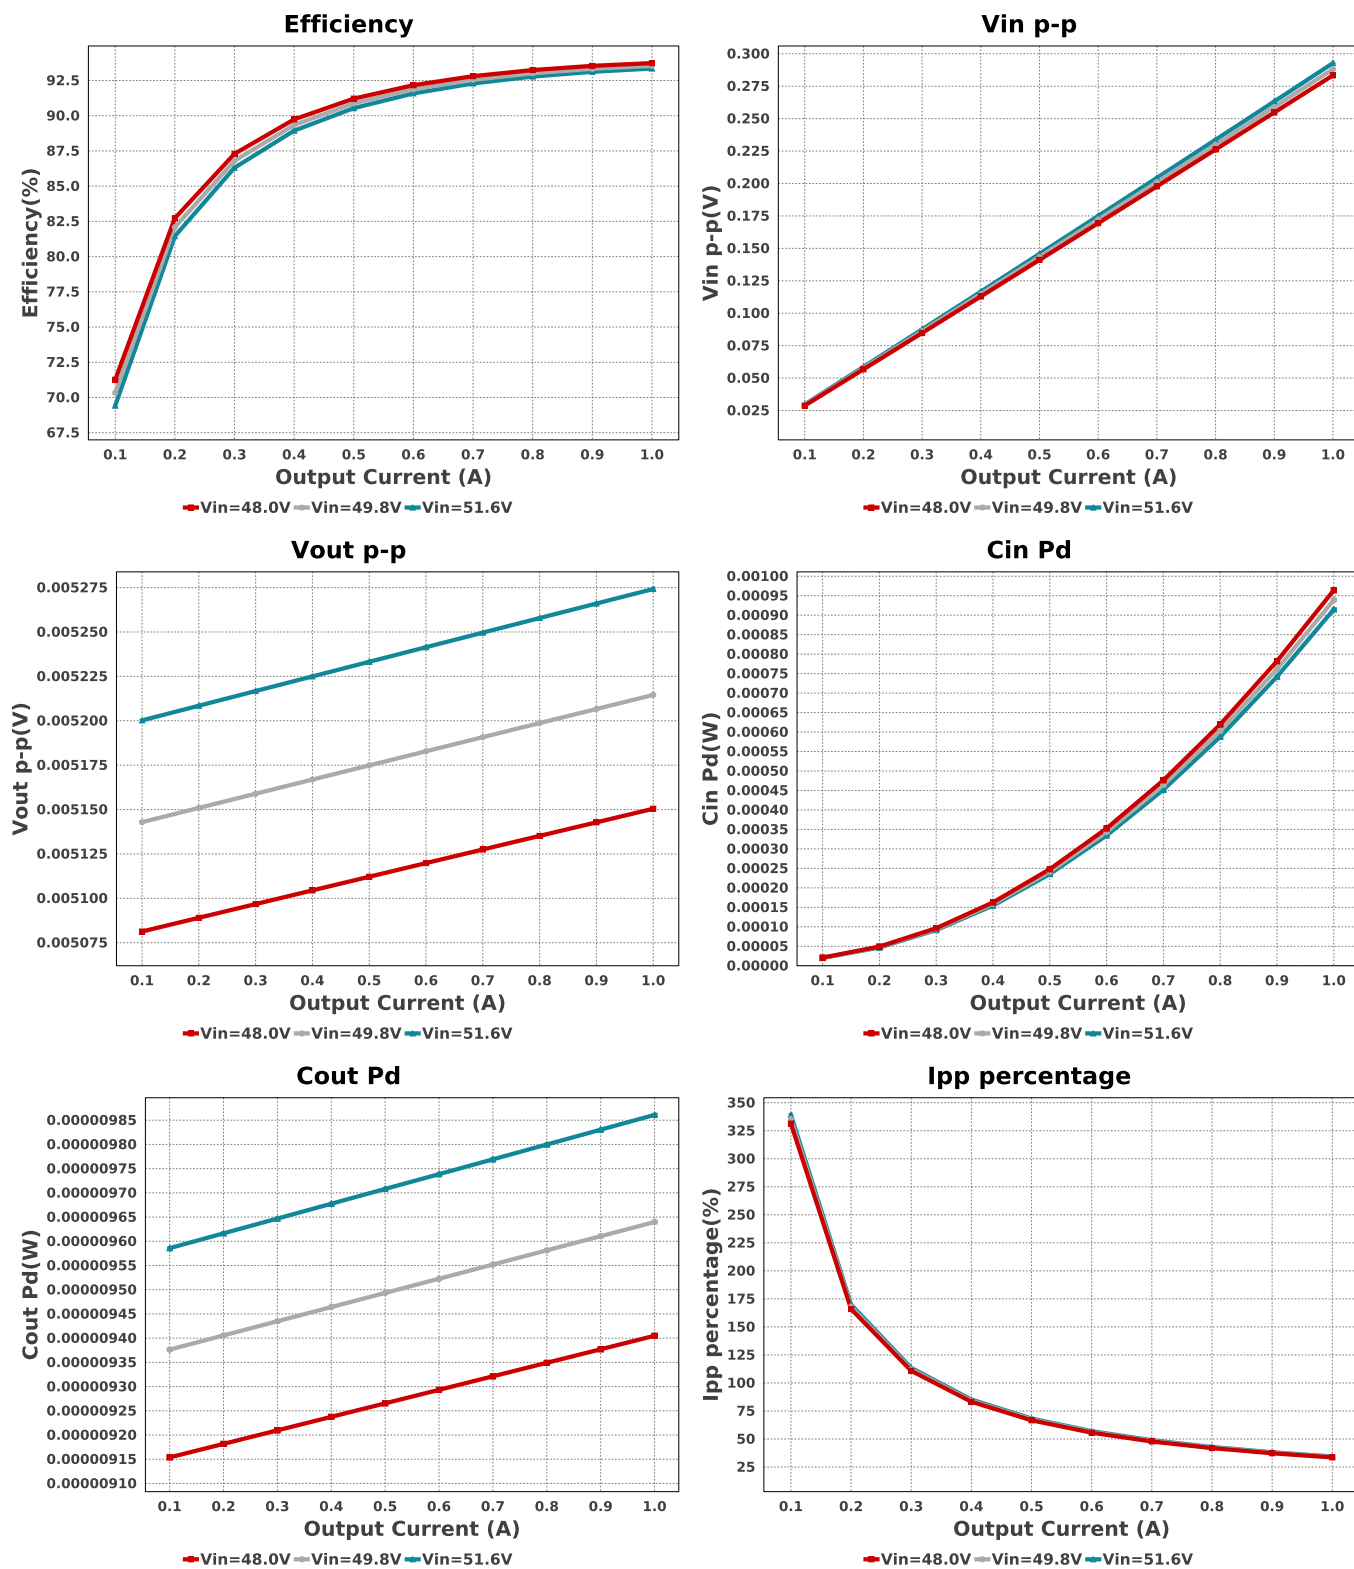 Efficiency
Efficiency(%)
92.5
90.0
87.5
85.0
82.5
80.0
77.5
75.0
72.5
70.0
67.5
0.1 0.2 0.3 0.4 0.5 0.6 0.7 0.8 0.9 1.0
Output Current (A)
Vin=48.0V Vin=49.8V Vin=51.6V
Vin p-p
Vin p-p(V)
0.300
0.275
0.250
0.225
0.200
0.175
0.150
0.125
0.100
0.075
0.050
0.025
0.1 0.2 0.3 0.4 0.5 0.6 0.7 0.8 0.9 1.0
Output Current (A)
Vin=48.0V Vin=49.8V Vin=51.6V
Vout p-p
Vout p-p(V)
0.005275
0.005250
0.005225
0.005200
0.005175
0.005150
0.005125
0.005100
0.005075
0.1 0.2 0.3 0.4 0.5 0.6 0.7 0.8 0.9 1.0
Output Current (A)
Vin=48.0V Vin=49.8V Vin=51.6V
Cin Pd
Cin Pd(W)
0.00100
0.00095
0.00090
0.00085
0.00080
0.00075
0.00070
0.00065
0.00060
0.00055
0.00050
0.00045
0.00040
0.00035
0.00030
0.00025
0.00020
0.00015
0.00010
0.00005
0.00000
0.1 0.2 0.3 0.4 0.5 0.6 0.7 0.8 0.9 1.0
Output Current (A)
Vin=48.0V Vin=49.8V Vin=51.6V
Cout Pd
Cout Pd(W)
0.00000985
0.00000980
0.00000975
0.00000970
0.00000965
0.00000960
0.00000955
0.00000950
0.00000945
0.00000940
0.00000935
0.00000930
0.00000925
0.00000920
0.00000915
0.00000910
0.1 0.2 0.3 0.4 0.5 0.6 0.7 0.8 0.9 1.0
Output Current (A)
Vin=48.0V Vin=49.8V Vin=51.6V
Ipp percentage
Ipp percentage(%)
350
325
300
275
250
225
200
175
150
125
100
75
50
25
0.1 0.2 0.3 0.4 0.5 0.6 0.7 0.8 0.9 1.0
Output Current (A)
Vin=48.0V Vin=49.8V Vin=51.6V